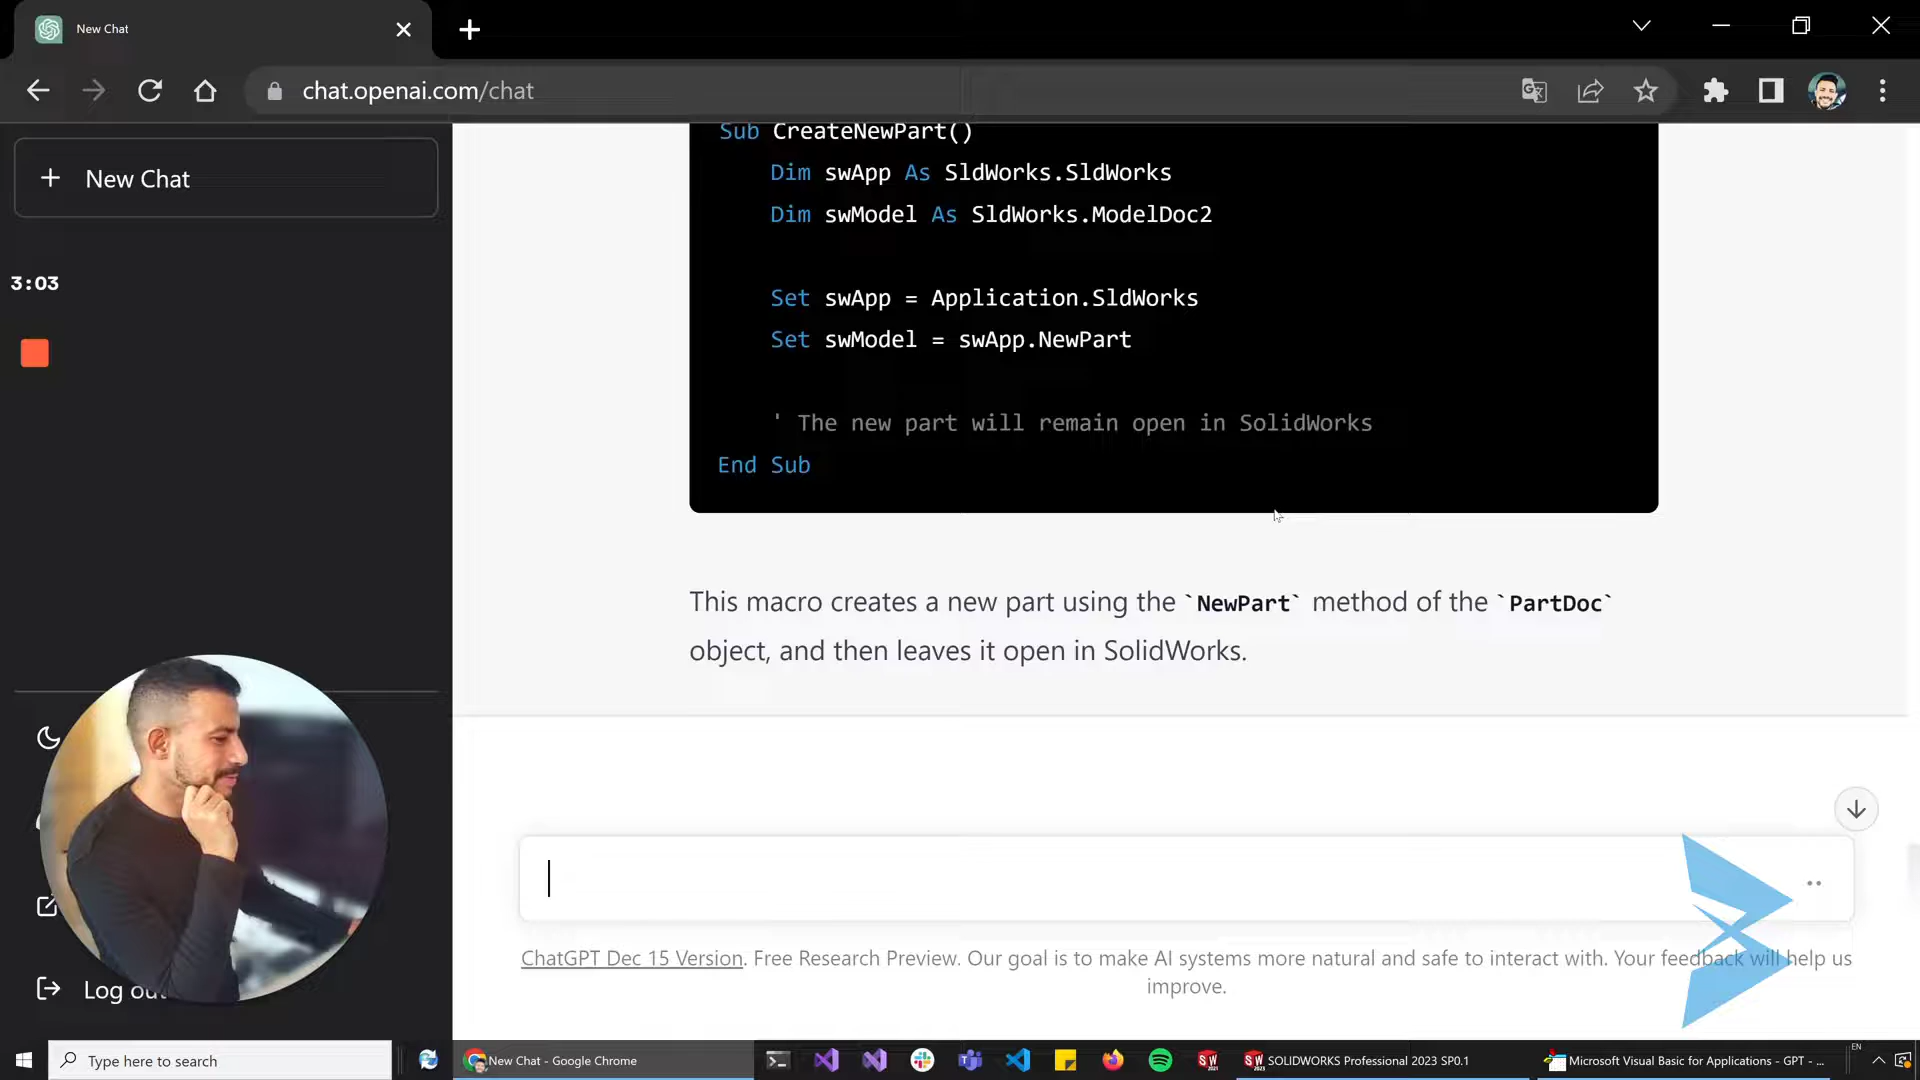 New Chat
chat.openai.com/chat
New Chat
3:03
Sub CreateNewPart()
Dim swApp As SldWorks.SldWorks
Dim swModel As SldWorks.ModelDoc2
Set swApp = Application.SldWorks
Set swModel = swApp.NewPart
' The new part will remain open in SolidWorks
End Sub
This macro creates a new part using the `NewPart` method of the `PartDoc`
object, and then leaves it open in SolidWorks.
ChatGPT Dec 15 Version. Free Research Preview. Our goal is to make AI systems more natural and safe to interact with. Your feedback will help us
improve.
Log out
Type here to search
New Chat - Google Chrome
SOLIDWORKS Professional 2023 SP0.1
Microsoft Visual Basic for Applications - GPT - ...
EN